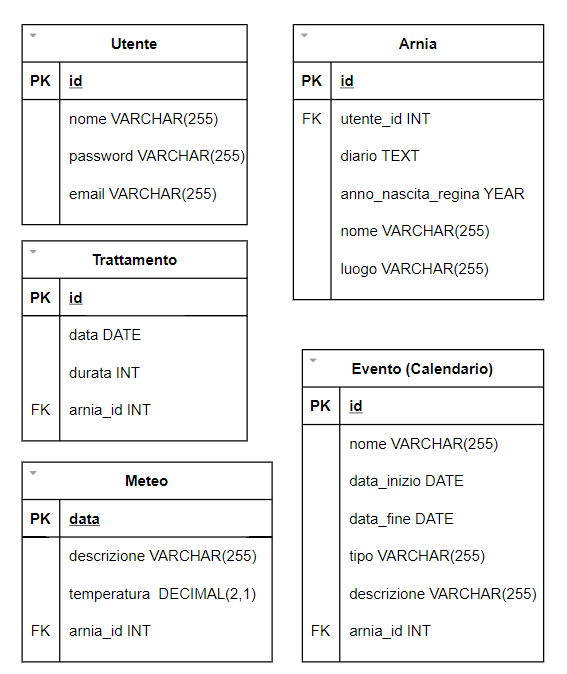 Utente
PK id
nome VARCHAR(255)
password VARCHAR(255)
email VARCHAR(255)
Arnia
PK id
FK utente_id INT
diario TEXT
anno_nascita_regina YEAR
nome VARCHAR(255)
luogo VARCHAR(255)
Trattamento
PK id
data DATE
durata INT
FK arnia_id INT
Evento (Calendario)
PK id
nome VARCHAR(255)
data_inizio DATE
data_fine DATE
tipo VARCHAR(255)
descrizione VARCHAR(255)
FK arnia_id INT
Meteo
PK data
descrizione VARCHAR(255)
temperatura DECIMAL(2,1)
FK arnia_id INT